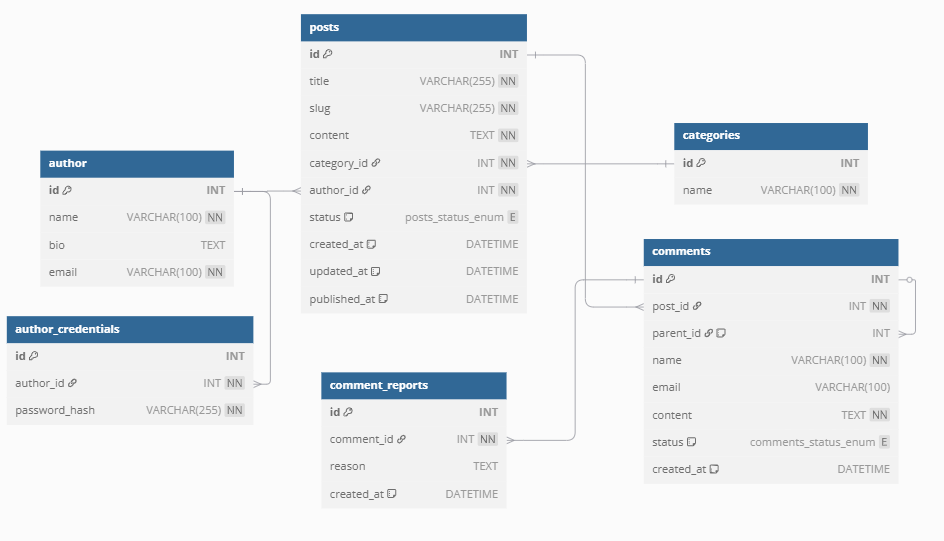 posts
id INT
title VARCHAR(255) NN
slug VARCHAR(255) NN
content TEXT NN
category_id INT NN
author_id INT NN
status posts_status_enum E
created_at DATETIME
updated_at DATETIME
published_at DATETIME
author
id INT
name VARCHAR(100) NN
bio TEXT
email VARCHAR(100) NN
author_credentials
id INT
author_id INT NN
password_hash VARCHAR(255) NN
categories
id INT
name VARCHAR(100) NN
comments
id INT
post_id INT NN
parent_id INT
name VARCHAR(100) NN
email VARCHAR(100)
content TEXT NN
status comments_status_enum E
created_at DATETIME
comment_reports
id INT
comment_id INT NN
reason TEXT
created_at DATETIME